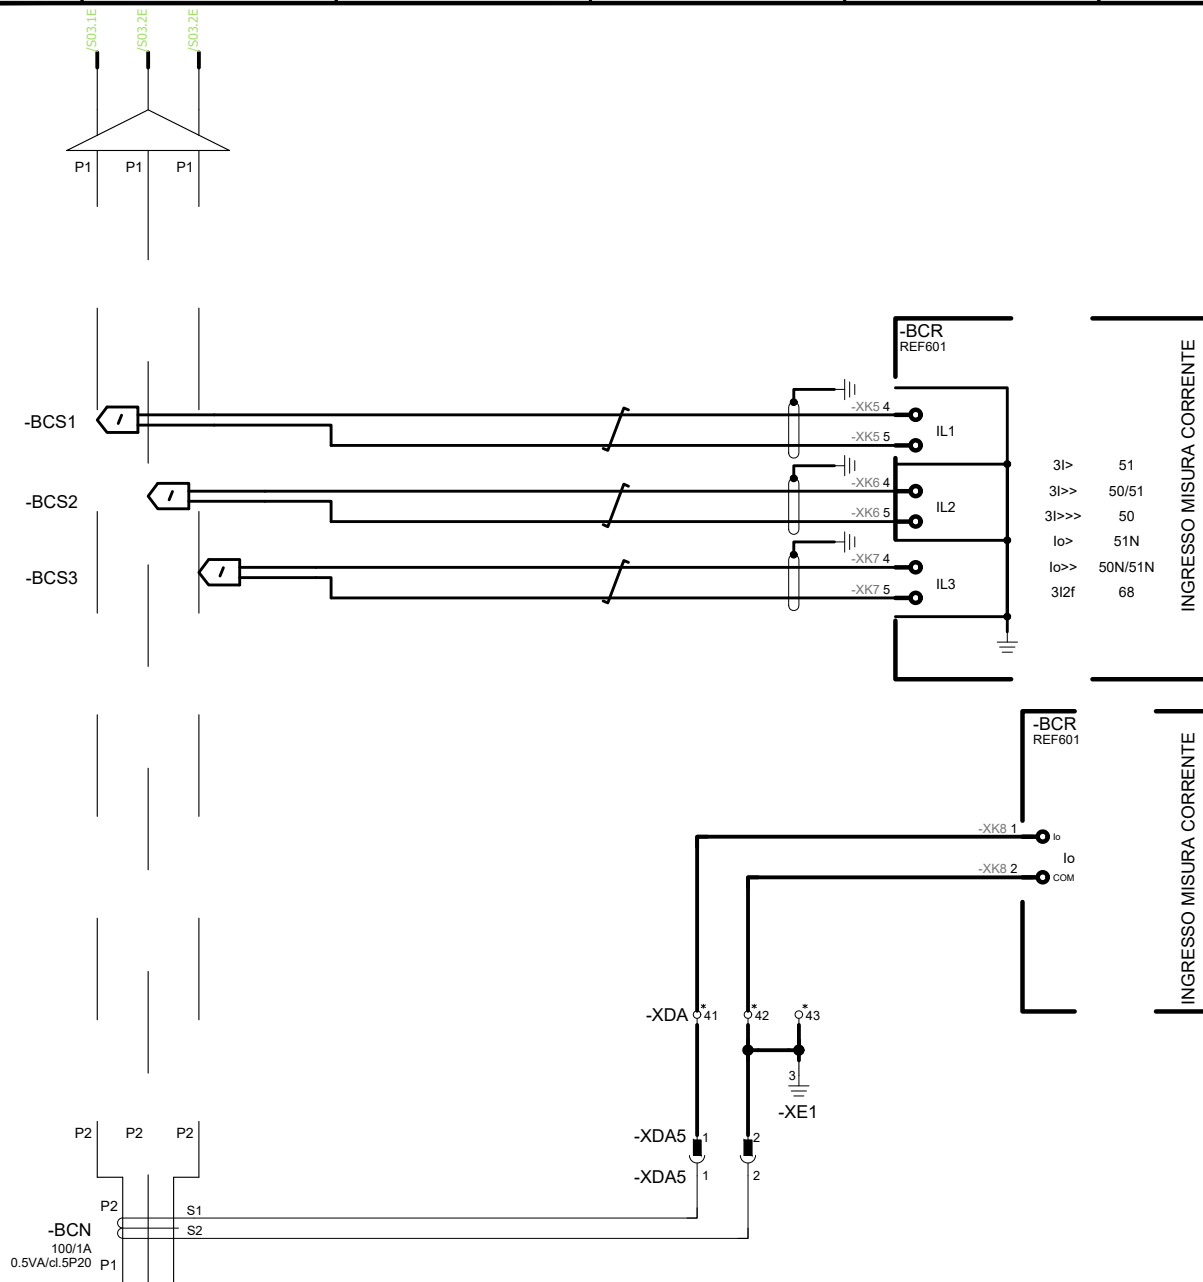 /S03.1E
/S03.2E
/S03.2E
P1 P1 P1
-BCR
REF601
INGRESSO MISURA CORRENTE
-BCS1
-XK5 4
-XK5 5
IL1
-BCS2
-XK6 4
-XK6 5
IL2
-BCS3
-XK7 4
-XK7 5
IL3
3I> 51
3I>> 50/51
3I>>> 50
Io> 51N
Io>> 50N/51N
3I2f 68
-BCR
REF601
INGRESSO MISURA CORRENTE
-XK8 1
Io
Io
-XK8 2
COM
-XDA * 41 * 42 * 43
3
-XE1
P2 P2 P2
-XDA5 1 2
-XDA5 1 2
P2
S1
-BCN
S2
100/1A
0.5VA/cl.5P20
P1